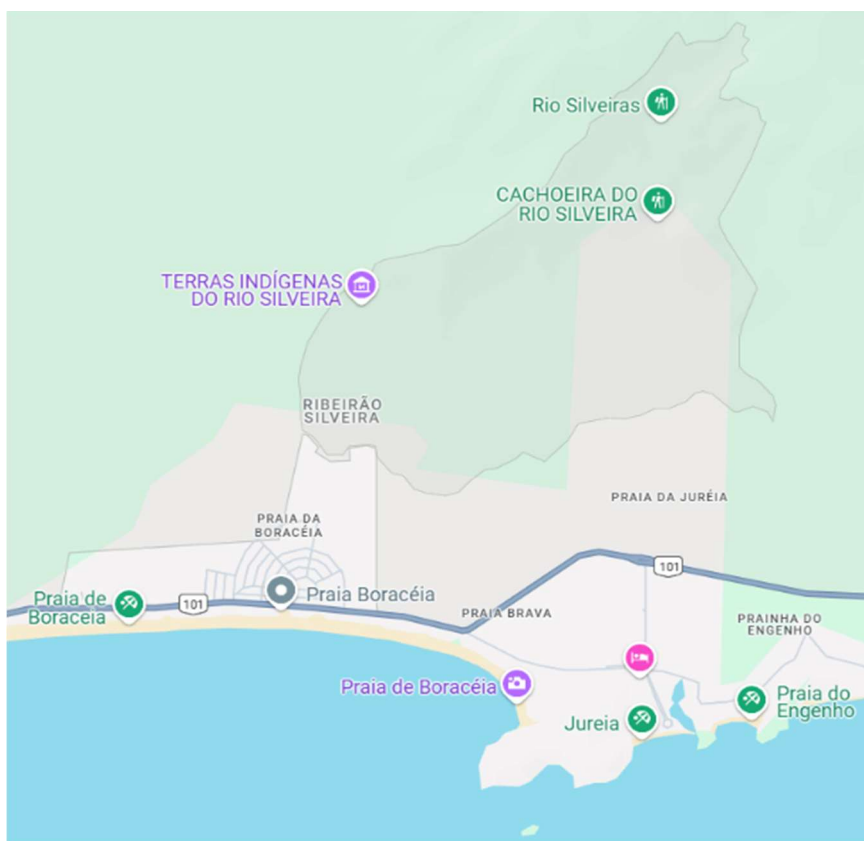 Rio Silveiras
CACHOEIRA DO
RIO SILVEIRA
TERRAS INDÍGENAS
DO RIO SILVEIRA
RIBEIRÃO
SILVEIRA
PRAIA DA JURÉIA
PRAIA DA
BORACÉIA
101
Praia de
Boraceia
101
Praia Boracéia
PRAIA BRAVA
PRAINHA DO
ENGENHO
Praia de Boracéia
Praia do
Engenho
Jureia